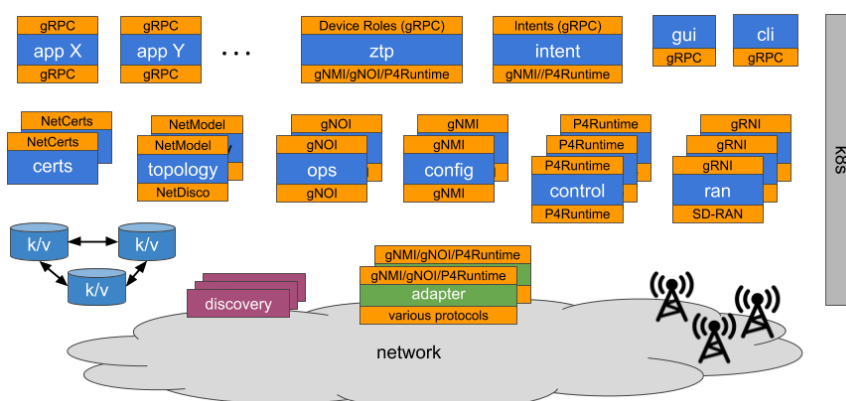 gRPC
app X
gRPC
gRPC
app Y
gRPC
...
Device Roles (gRPC)
ztp
gNMI/gNOI/P4Runtime
Intents (gRPC)
intent
gNMI//P4Runtime
gui
gRPC
cli
gRPC
k8s
NetCerts
NetCerts
certs
NetModel
NetModel
topology
NetDisco
gNOI
gNOI
ops
gNOI
gNMI
gNMI
config
gNMI
P4Runtime
P4Runtime
P4Runtime
control
P4Runtime
gRNI
gRNI
gRNI
ran
SD-RAN
k/v
k/v
k/v
discovery
gNMI/gNOI/P4Runtime
gNMI/gNOI/P4Runtime
adapter
various protocols
network